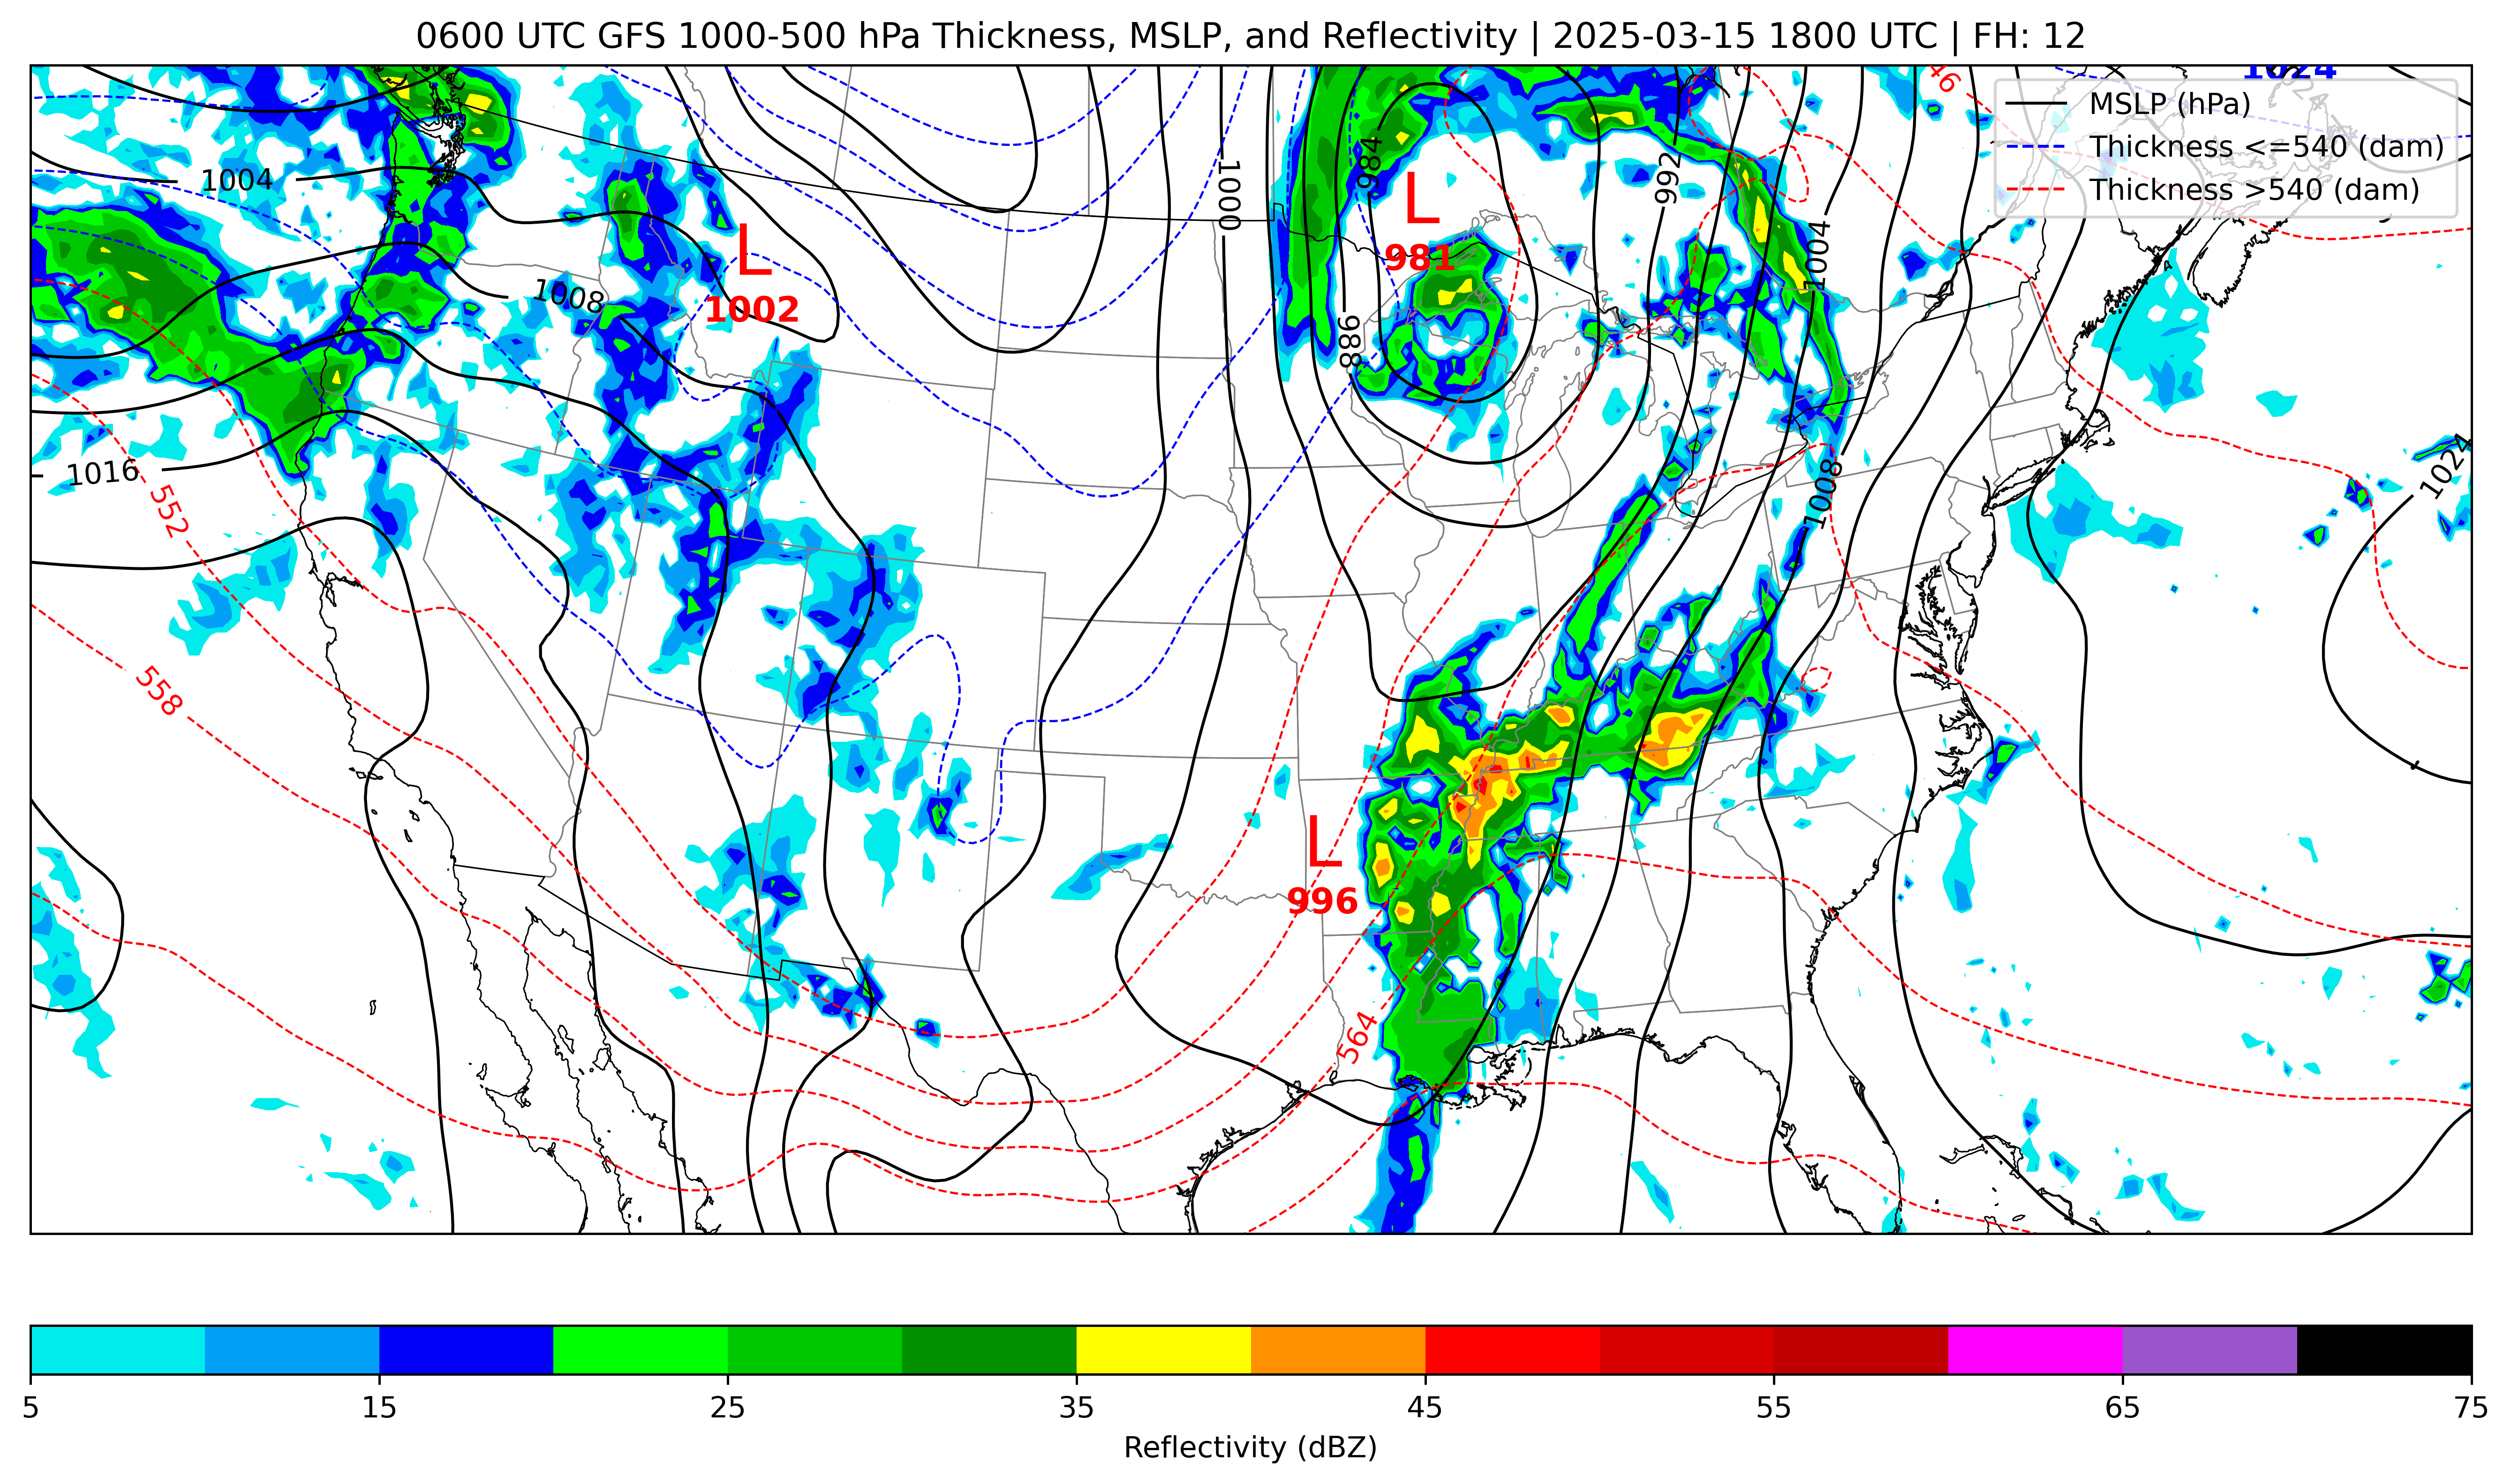 0600 UTC GFS 1000-500 hPa Thickness, MSLP, and Reflectivity | 2025-03-15 1800 UTC | FH: 12
46
1024
MSLP (hPa)
Thickness <=540 (dam)
Thickness >540 (dam)
984
992
1000
1004
L
981
L
1002
1004
1008
988
1016
552
1008
1024
558
L
996
564
5 15 25 35 45 55 65 75
Reflectivity (dBZ)